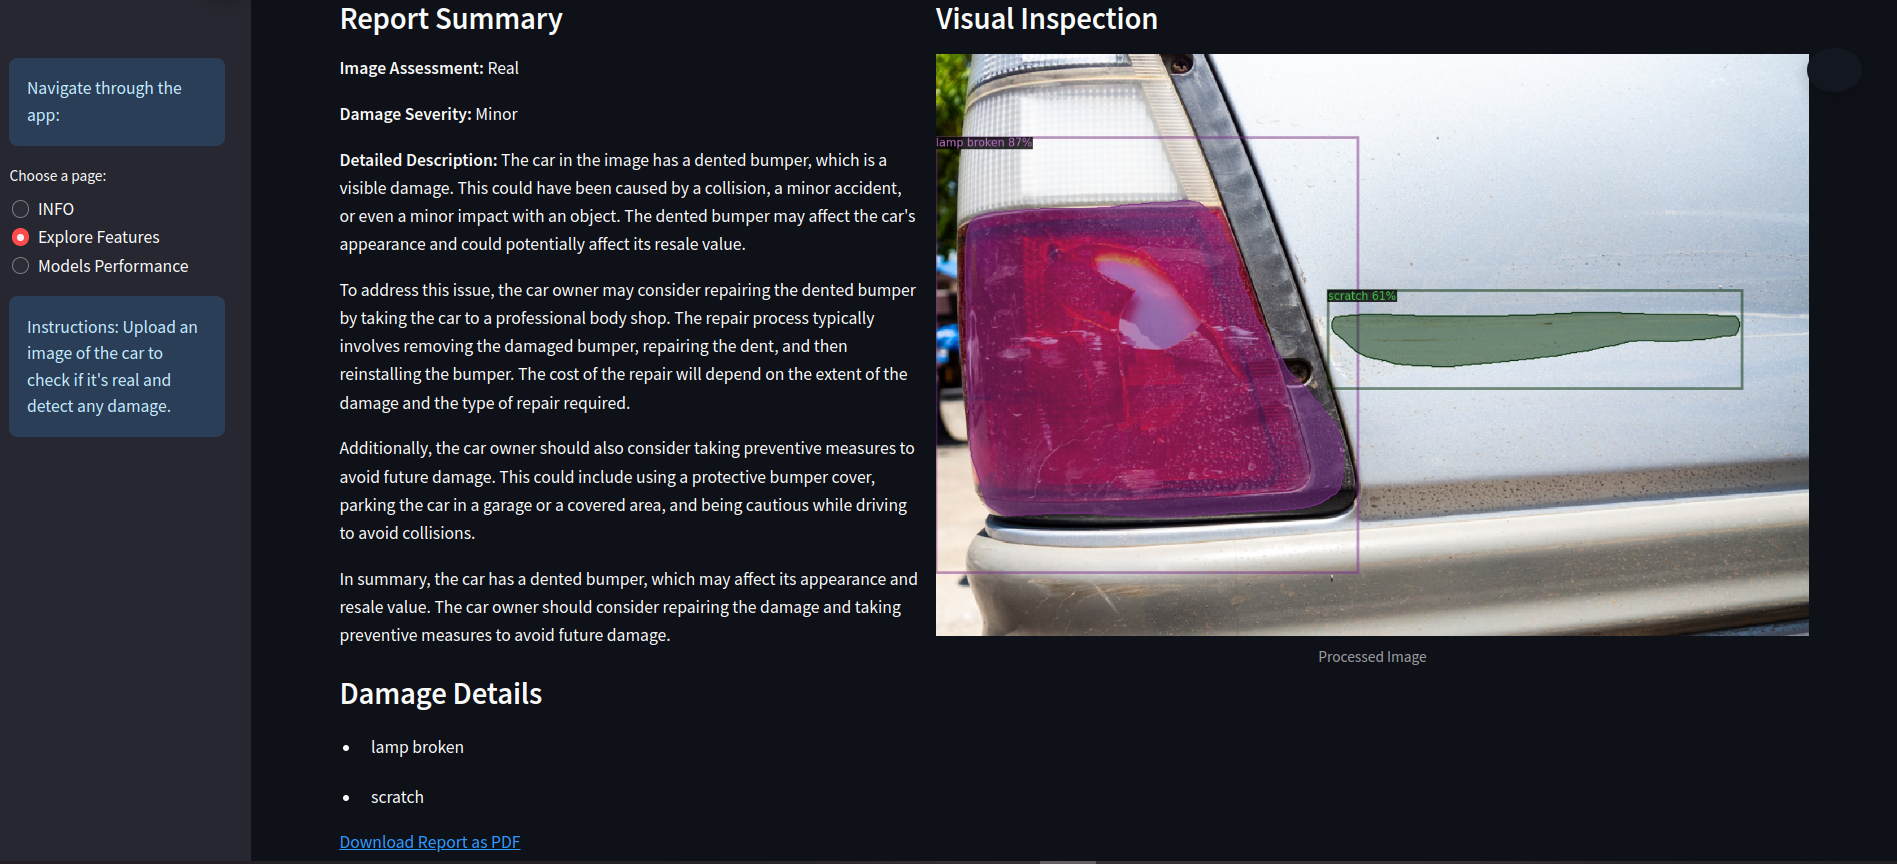 Navigate through the
app:
Choose a page:
INFO
Explore Features
Models Performance
Instructions: Upload an
image of the car to
check if it's real and
detect any damage.
Report Summary
Image Assessment: Real
Damage Severity: Minor
Detailed Description: The car in the image has a dented bumper, which is a
visible damage. This could have been caused by a collision, a minor accident,
or even a minor impact with an object. The dented bumper may affect the car's
appearance and could potentially affect its resale value.
To address this issue, the car owner may consider repairing the dented bumper
by taking the car to a professional body shop. The repair process typically
involves removing the damaged bumper, repairing the dent, and then
reinstalling the bumper. The cost of the repair will depend on the extent of the
damage and the type of repair required.
Additionally, the car owner should also consider taking preventive measures to
avoid future damage. This could include using a protective bumper cover,
parking the car in a garage or a covered area, and being cautious while driving
to avoid collisions.
In summary, the car has a dented bumper, which may affect its appearance and
resale value. The car owner should consider repairing the damage and taking
preventive measures to avoid future damage.
Damage Details
lamp broken
scratch
Download Report as PDF
Visual Inspection
lamp broken 87%
scratch 61%
Processed Image